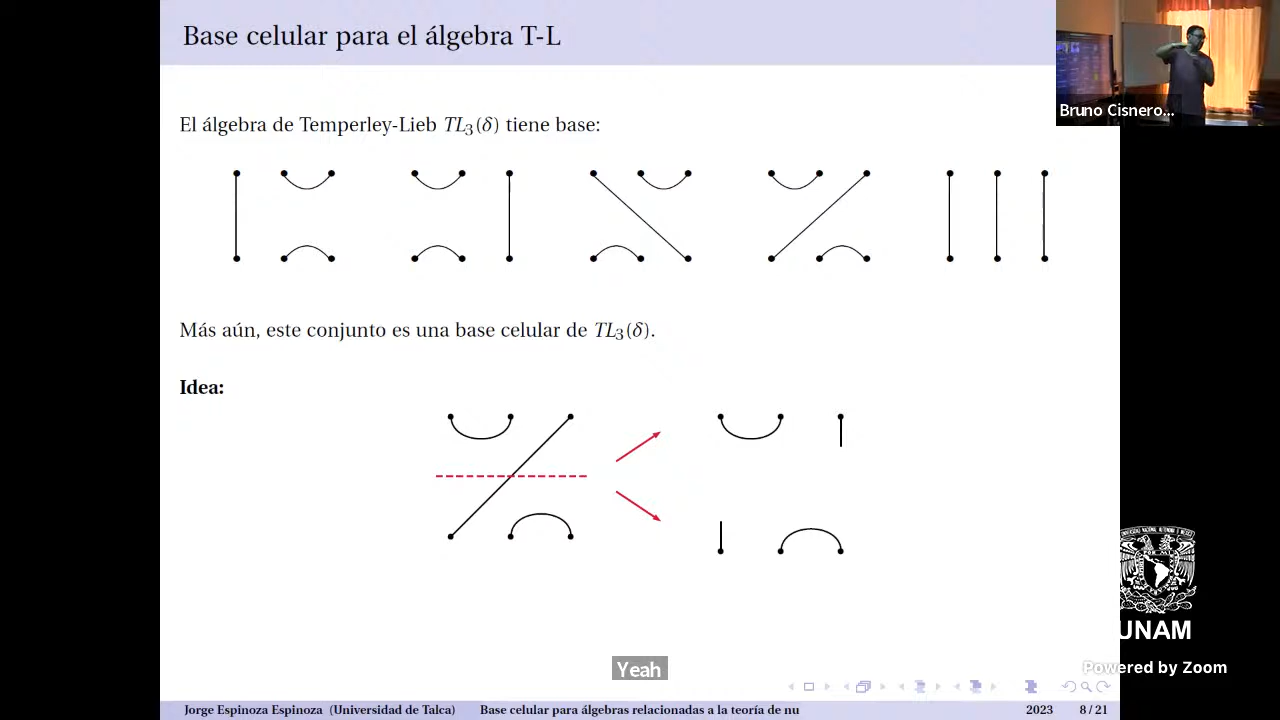 Base celular para el álgebra T-L
Bruno Cisnero...
El álgebra de Temperley-Lieb TL₃(δ) tiene base:
Más aún, este conjunto es una base celular de TL₃(δ).
Idea:
UNAM
Yeah
Powered by Zoom
Jorge Espinoza Espinoza (Universidad de Talca) Base celular para álgebras relacionadas a la teoría de nu 2023 8 / 21